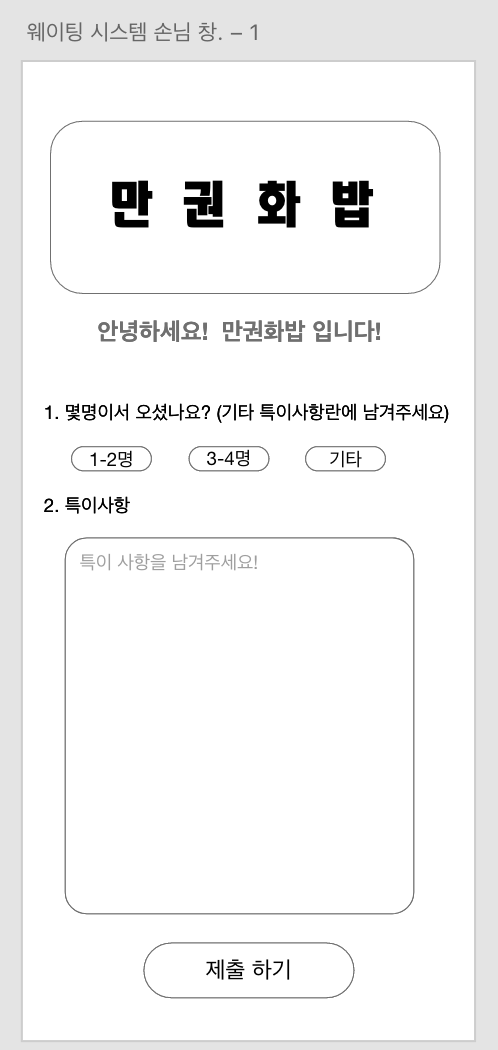 웨이팅 시스템 손님 창. – 1
만 권 화 밥
안녕하세요! 만권화밥 입니다!
1. 몇명이서 오셨나요? (기타 특이사항란에 남겨주세요)
1-2명 3-4명 기타
2. 특이사항
특이 사항을 남겨주세요!
제출 하기